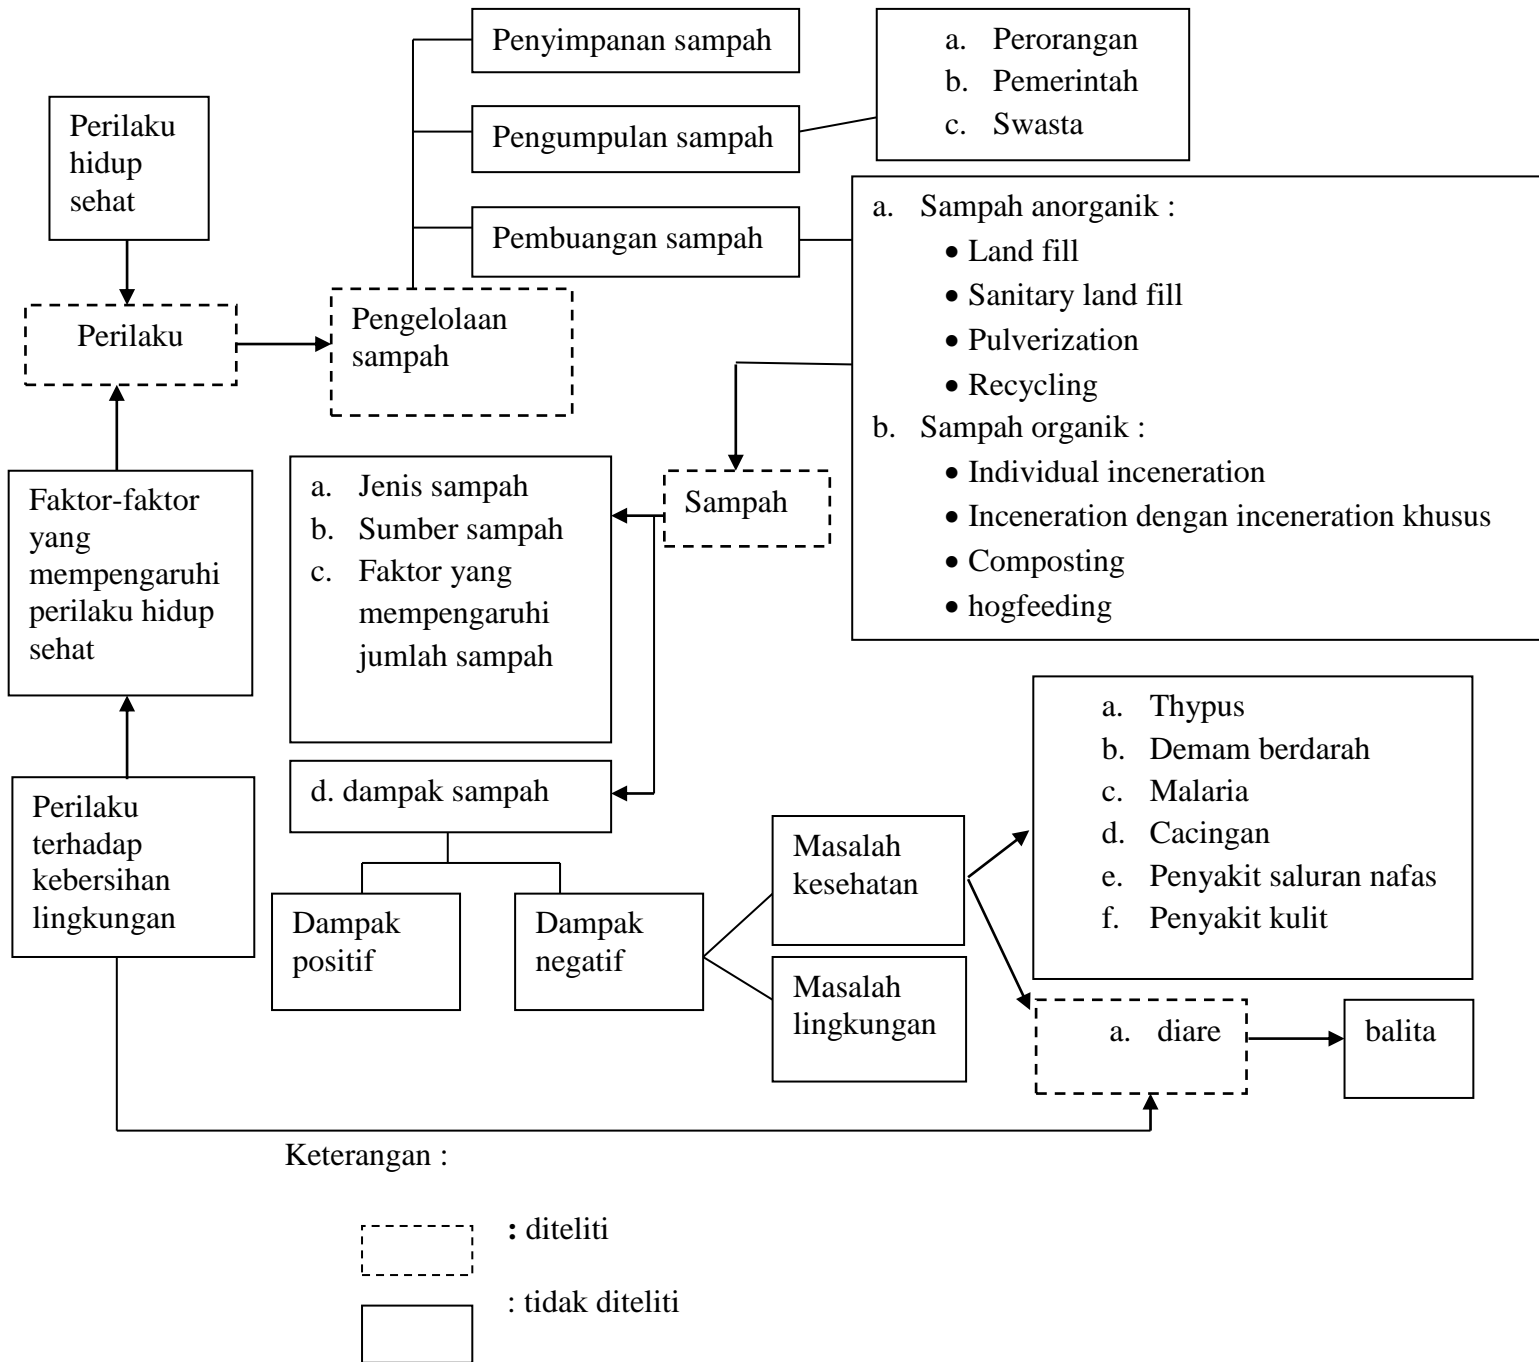 Penyimpanan sampah
a. Perorangan
b. Pemerintah
c. Swasta
Perilaku
hidup
sehat
Pengumpulan sampah
Pembuangan sampah
a. Sampah anorganik :
• Land fill
• Sanitary land fill
• Pulverization
• Recycling
b. Sampah organik :
• Individual inceneration
• Inceneration dengan inceneration khusus
• Composting
• hogfeeding
Perilaku
Pengelolaan
sampah
Faktor-faktor
yang
mempengaruhi
perilaku hidup
sehat
a. Jenis sampah
b. Sumber sampah
c. Faktor yang
mempengaruhi
jumlah sampah
Sampah
Perilaku
terhadap
kebersihan
lingkungan
d. dampak sampah
Dampak
positif
Dampak
negatif
Masalah
kesehatan
Masalah
lingkungan
a. Thypus
b. Demam berdarah
c. Malaria
d. Cacingan
e. Penyakit saluran nafas
f. Penyakit kulit
a. diare
balita
Keterangan :
: diteliti
: tidak diteliti